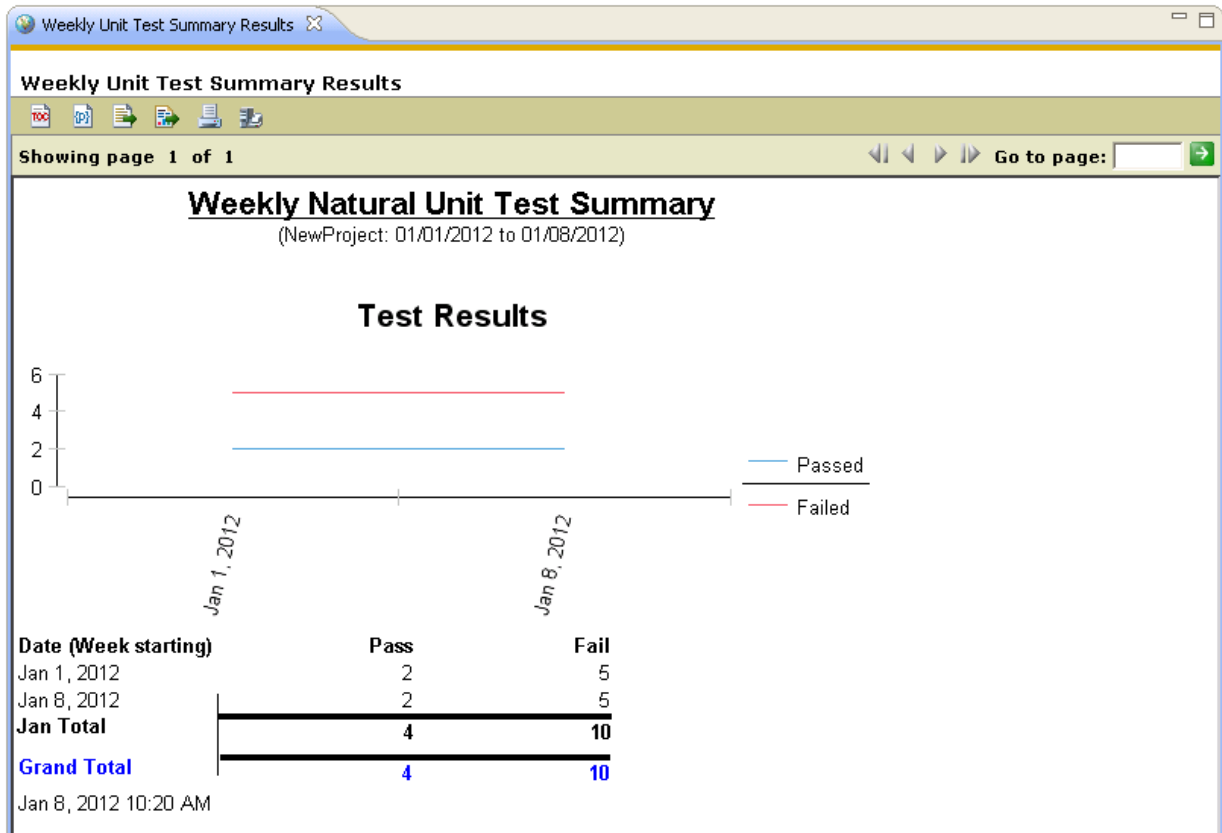 Weekly Unit Test Summary Results
Weekly Unit Test Summary Results
TOC {p}
Showing page 1 of 1 Go to page:
Weekly Natural Unit Test Summary
(NewProject: 01/01/2012 to 01/08/2012)
Test Results
6
4
2
0
Passed
Failed
Jan 1, 2012 Jan 8, 2012
Date (Week starting) Pass Fail
Jan 1, 2012 2 5
Jan 8, 2012 2 5
Jan Total 4 10
Grand Total 4 10
Jan 8, 2012 10:20 AM